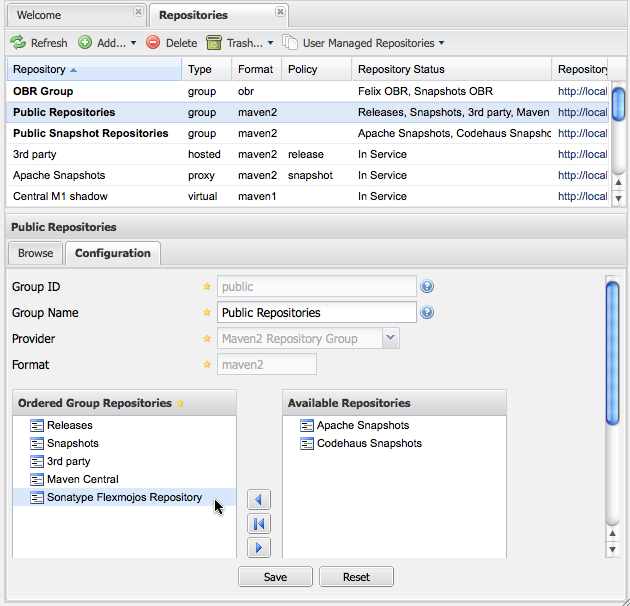 Welcome Repositories
Refresh Add... Delete Trash... User Managed Repositories
Repository Type Format Policy Repository Status Repository
OBR Group group obr Felix OBR, Snapshots OBR http://local
Public Repositories group maven2 Releases, Snapshots, 3rd party, Maven http://local
Public Snapshot Repositories group maven2 Apache Snapshots, Codehaus Snapsho http://local
3rd party hosted maven2 release In Service http://local
Apache Snapshots proxy maven2 snapshot In Service http://local
Central M1 shadow virtual maven1 In Service http://local
Public Repositories
Browse Configuration
Group ID public
Group Name Public Repositories
Provider Maven2 Repository Group
Format maven2
Ordered Group Repositories Available Repositories
Releases Apache Snapshots
Snapshots Codehaus Snapshots
3rd party
Maven Central
Sonatype Flexmojos Repository
Save Reset